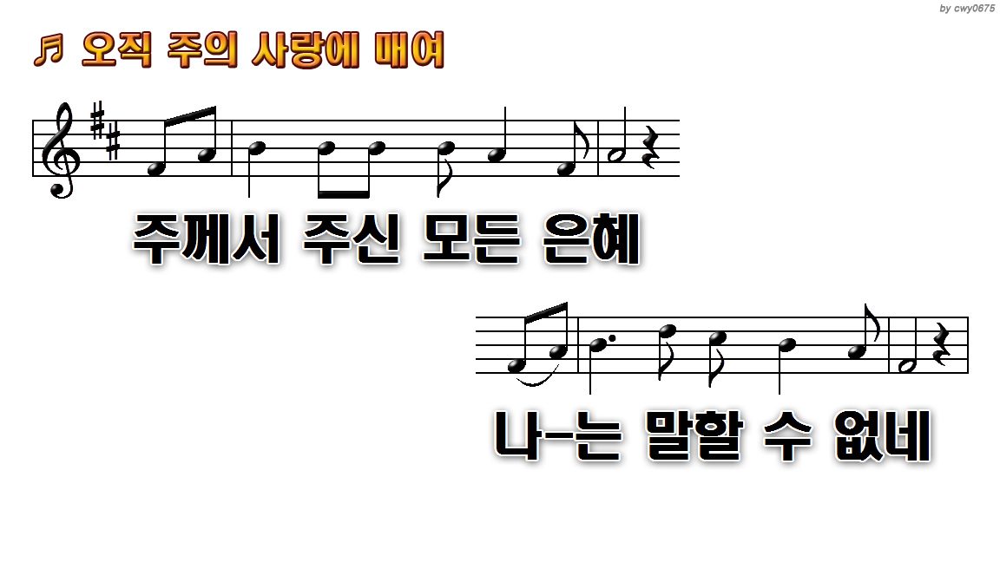 by cwy0675
♬ 오직 주의 사랑에 매여
주께서 주신 모든 은혜
나-는 말할 수 없네